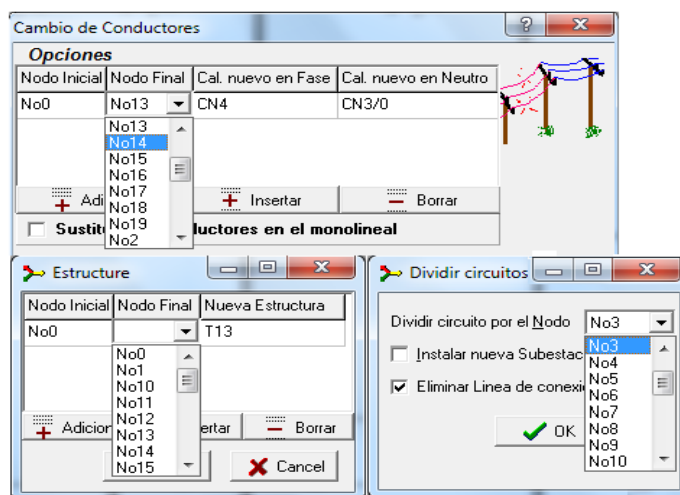 Cambio de Conductores
Opciones
Nodo Inicial Nodo Final Cal. nuevo en Fase Cal. nuevo en Neutro
No0 No13 CN4 CN3/0
No13
No14
No15
No16
No17
No18
No19
No2
Adi Insertar Borrar
Sustit uctores en el monolineal
Estructure
Nodo Inicial Nodo Final Nueva Estructura
No0 T13
No0
No1
No10
No11
No12
No13
No14
No15
Adicior ertar Borrar
Cancel
Dividir circuitos
Dividir circuito por el Nodo No3
Instalar nueva Subestac
Eliminar Linea de conexi
No3
No4
No5
No6
No7
No8
No9
No10
OK